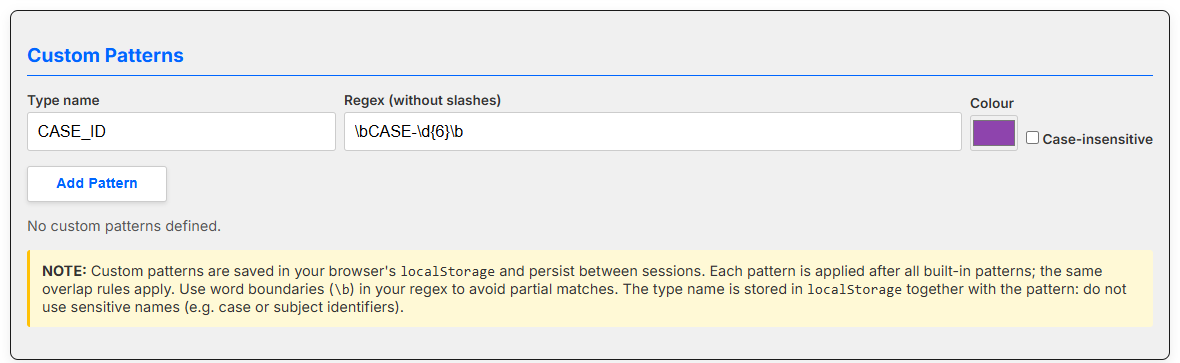 Custom Patterns
Type name
Regex (without slashes)
Colour
CASE_ID
\bCASE-\d{6}\b
Case-insensitive
Add Pattern
No custom patterns defined.
NOTE: Custom patterns are saved in your browser's localStorage and persist between sessions. Each pattern is applied after all built-in patterns; the same
overlap rules apply. Use word boundaries (\b) in your regex to avoid partial matches. The type name is stored in localStorage together with the pattern: do not
use sensitive names (e.g. case or subject identifiers).